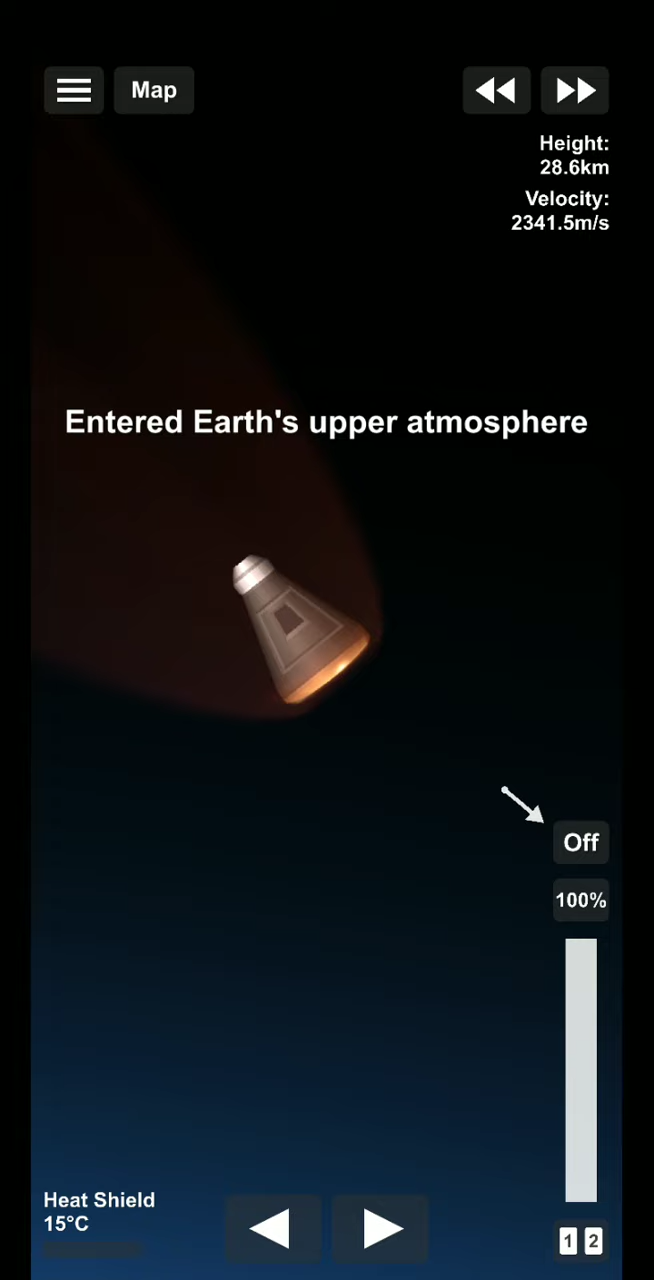 Map
Height:
28.6km
Velocity:
2341.5m/s
Entered Earth's upper atmosphere
Off
100%
Heat Shield
15°C
1 2